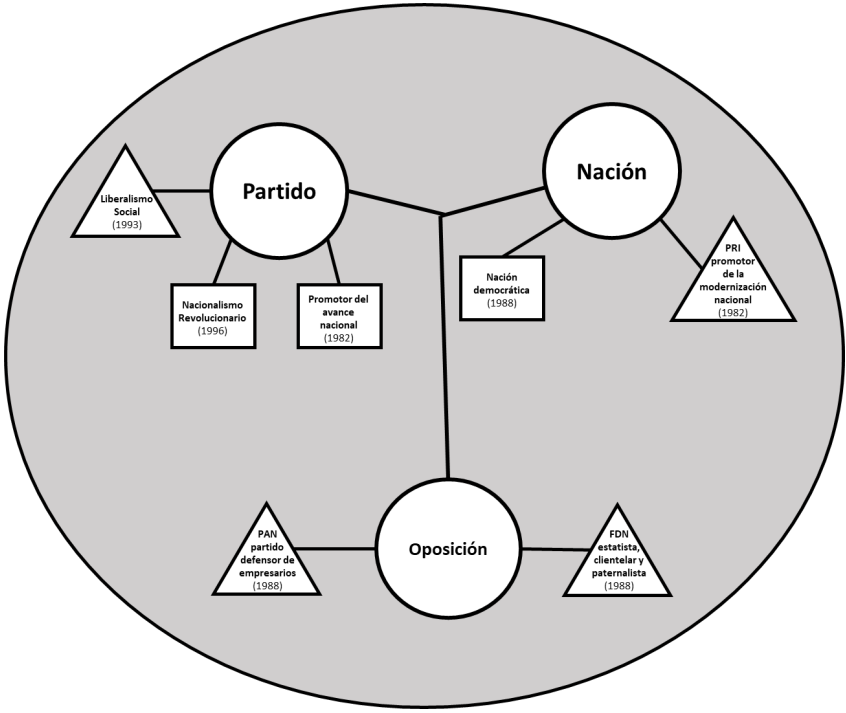 Partido
Nación
Liberalismo
Social
(1993)
Nacionalismo
Revolucionario
(1996)
Promotor del
avance
nacional
(1982)
Nación
democrática
(1988)
PRI
promotor
de la
modernización
nacional
(1982)
PAN
partido
defensor de
empresarios
(1988)
Oposición
FDN
estatista,
clientelar y
paternalista
(1988)